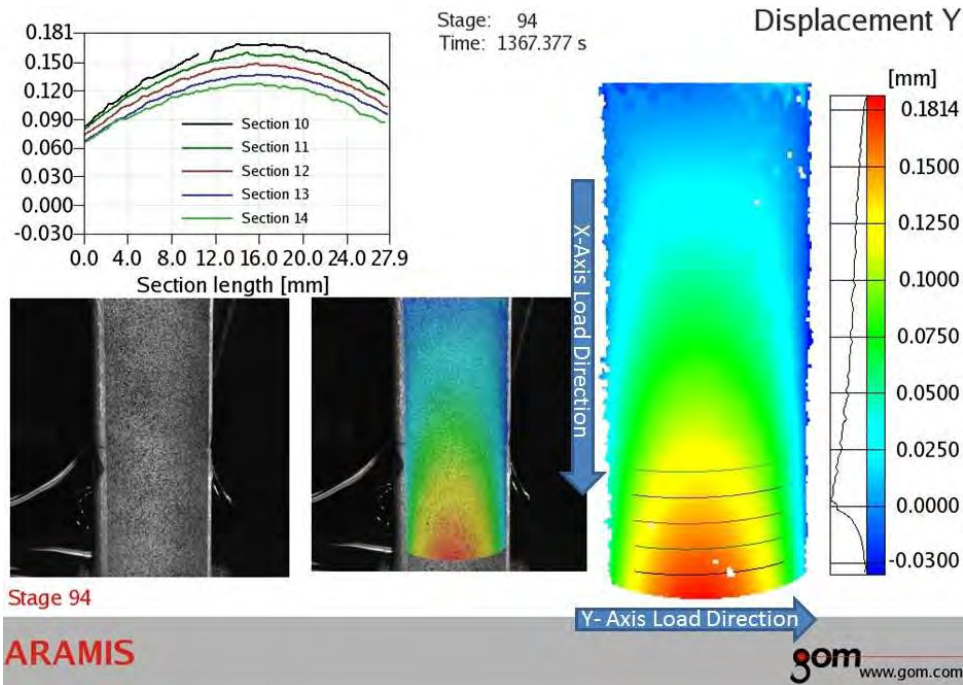 Stage: 94
Time: 1367.377 s
Displacement Y
0.181
0.150
0.120
0.090
0.060
0.030
0.000
-0.030
Section 10
Section 11
Section 12
Section 13
Section 14
0.0 4.0 8.0 12.0 16.0 20.0 24.0 27.9
Section length [mm]
[mm]
0.1814
0.1500
0.1250
0.1000
0.0750
0.0500
0.0250
0.0000
-0.0300
X-Axis Load Direction
Y- Axis Load Direction
Stage 94
ARAMIS
gom
www.gom.com